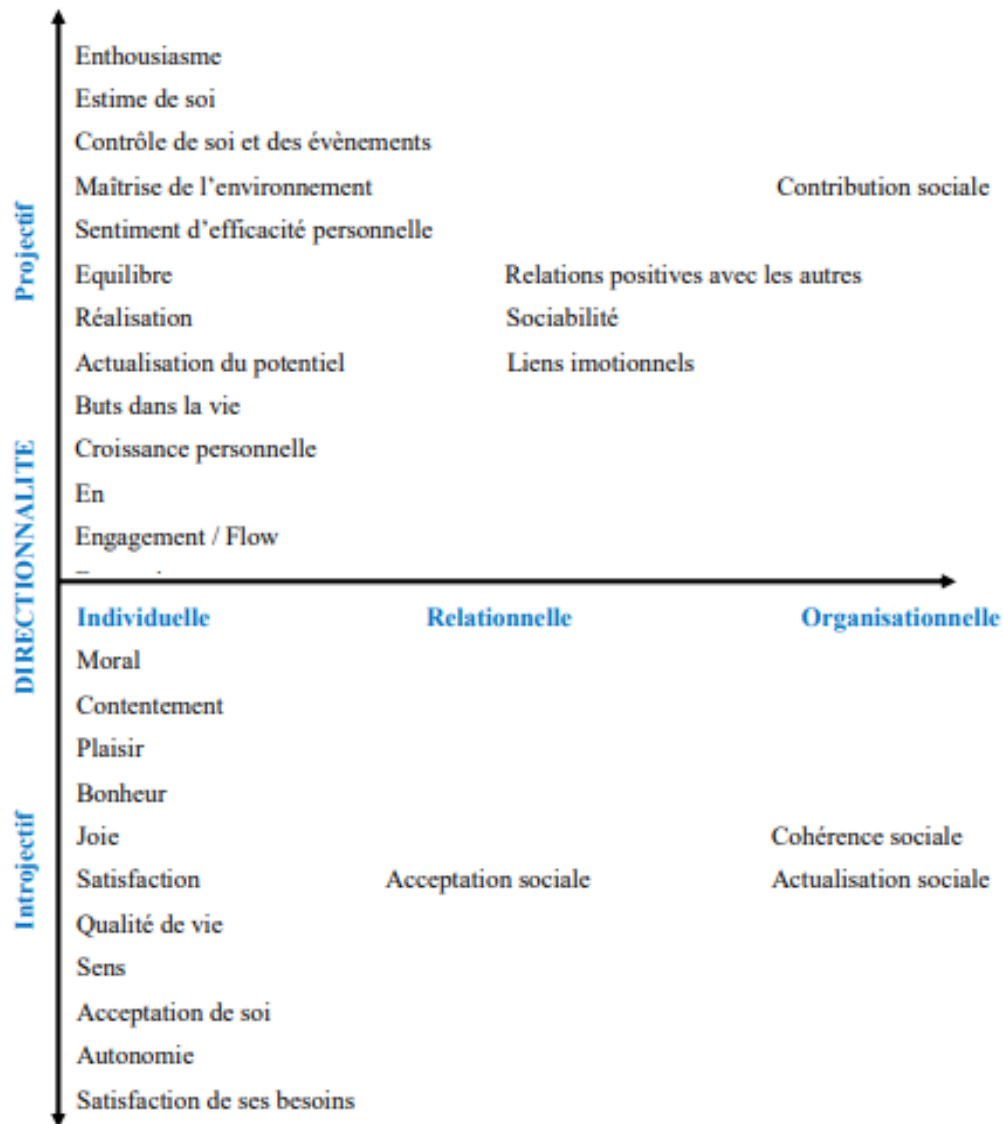 Enthousiasme
Estime de soi
Contrôle de soi et des évènements
Maîtrise de l'environnement Contribution sociale
Sentiment d'efficacité personnelle
Equilibre Relations positives avec les autres
Réalisation Sociabilité
Actualisation du potentiel Liens imotionnels
Buts dans la vie
Croissance personnelle
En
Engagement / Flow
Projectif
DIRECTIONNALITE
Introjectif
Individuelle Relationnelle Organisationnelle
Moral
Contentement
Plaisir
Bonheur
Joie Cohérence sociale
Satisfaction Acceptation sociale Actualisation sociale
Qualité de vie
Sens
Acceptation de soi
Autonomie
Satisfaction de ses besoins